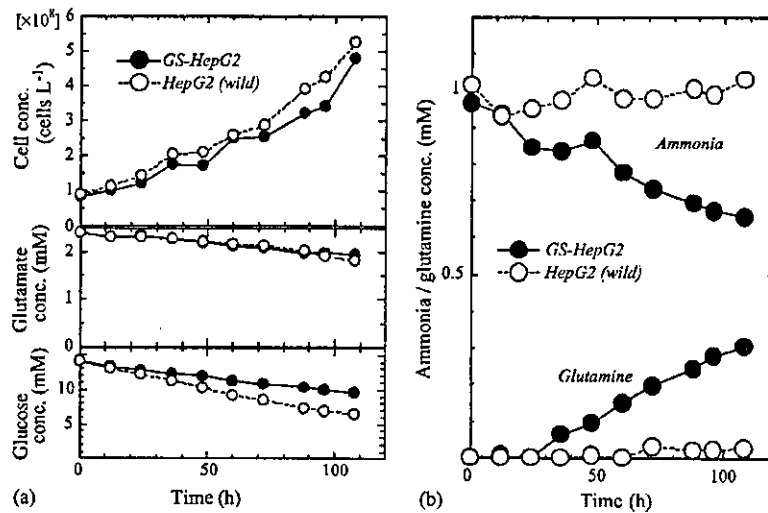 [×10⁸]
6
5
4
3
2
1
0
Cell conc.
(cells L⁻¹)
GS-HepG2
HepG2 (wild)
2
0
Glutamate
conc. (mM)
10
5
Glucose
conc. (mM)
0 50 100
(a) Time (h)
1
0.5
0
Ammonia / glutamine conc. (mM)
Ammonia
GS-HepG2
HepG2 (wild)
Glutamine
0 50 100
(b) Time (h)